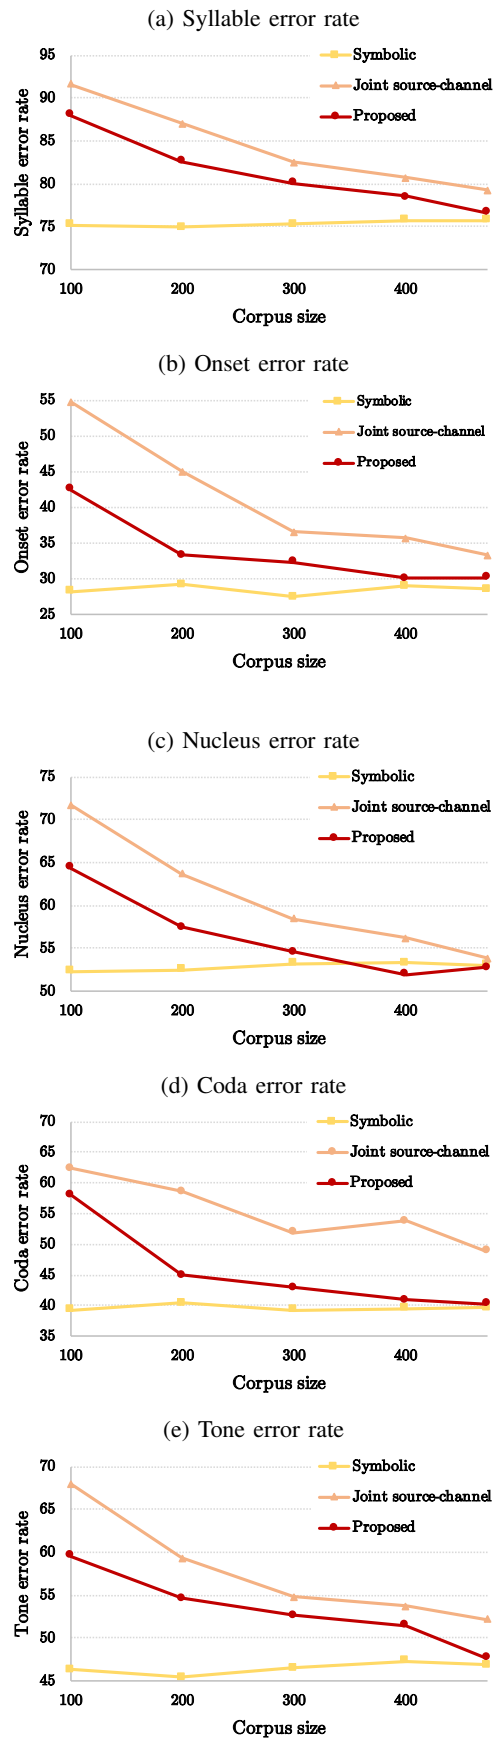 (a) Syllable error rate
95
90
85
80
75
70
Syllable error rate
Symbolic
Joint source-channel
Proposed
100 200 300 400
Corpus size
(b) Onset error rate
55
50
45
40
35
30
25
Onset error rate
Symbolic
Joint source-channel
Proposed
100 200 300 400
Corpus size
(c) Nucleus error rate
75
70
65
60
55
50
Nucleus error rate
Symbolic
Joint source-channel
Proposed
100 200 300 400
Corpus size
(d) Coda error rate
70
65
60
55
50
45
40
35
Coda error rate
Symbolic
Joint source-channel
Proposed
100 200 300 400
Corpus size
(e) Tone error rate
70
65
60
55
50
45
Tone error rate
Symbolic
Joint source-channel
Proposed
100 200 300 400
Corpus size